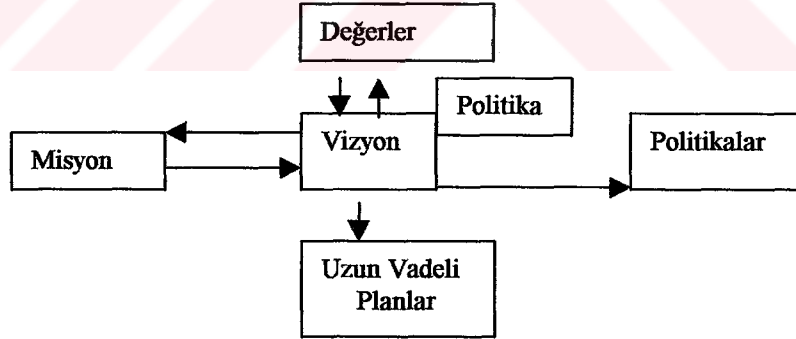 Değerler
Politika
Vizyon
Politikalar
Misyon
Uzun Vadeli
Planlar